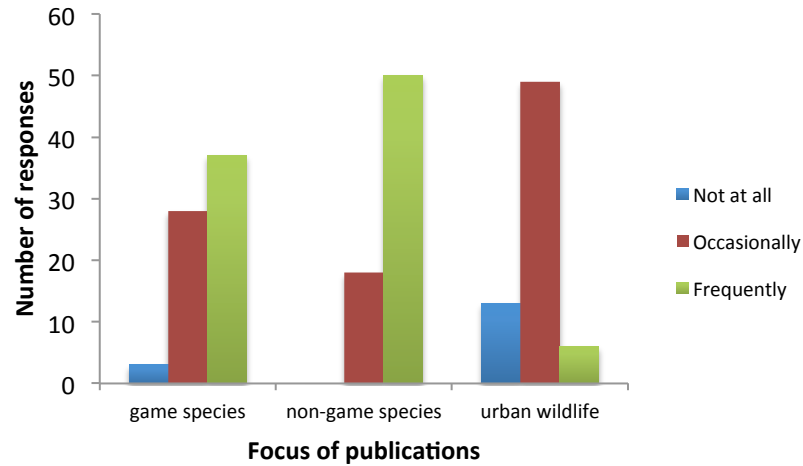 60
50
40
30
20
10
0
Number of responses
game species
non-game species
urban wildlife
Focus of publications
Not at all
Occasionally
Frequently